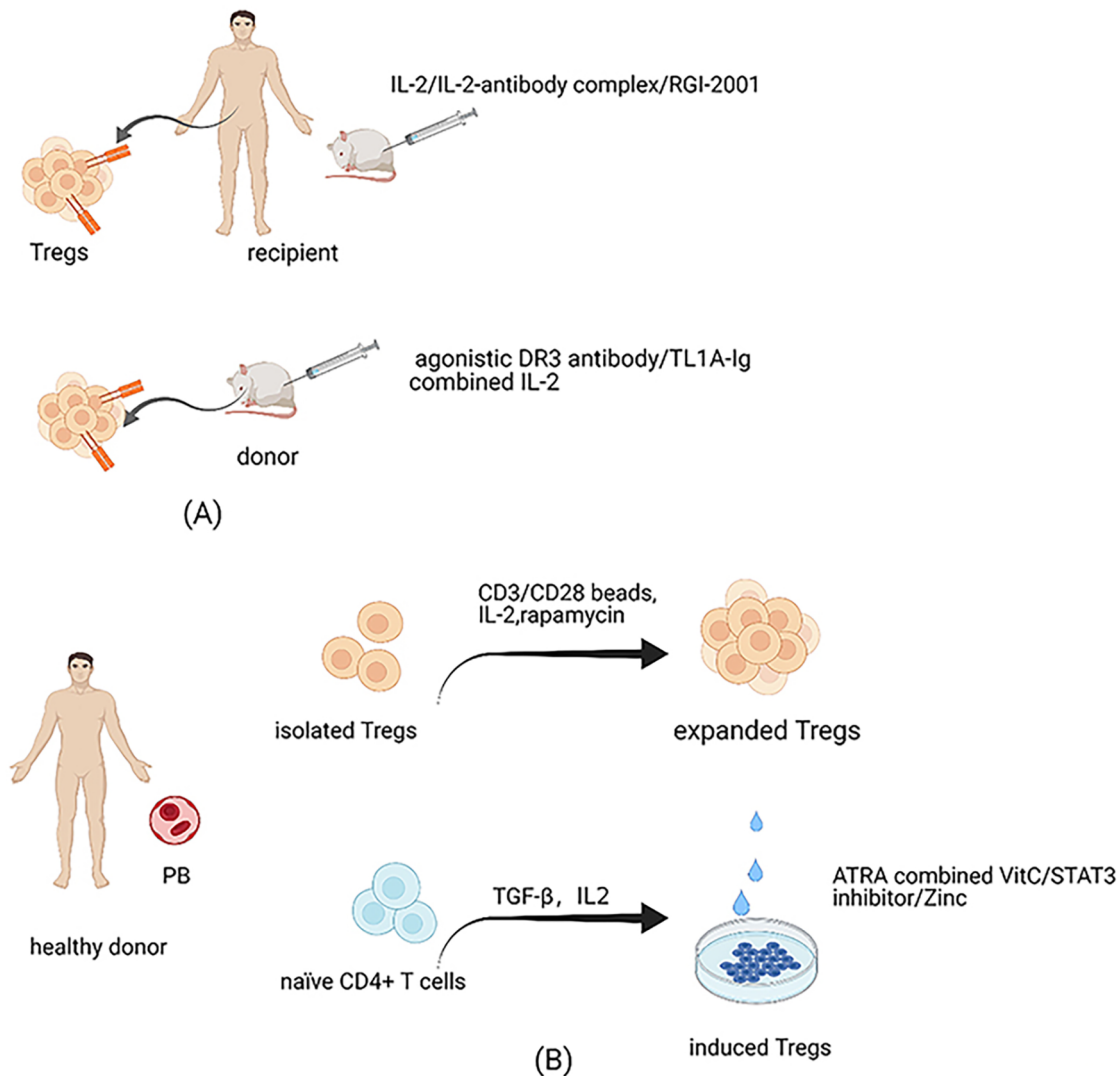 IL-2/IL-2-antibody complex/RGI-2001
Tregs
recipient
agonistic DR3 antibody/TL1A-Ig
combined IL-2
donor
(A)
CD3/CD28 beads,
IL-2,rapamycin
isolated Tregs
expanded Tregs
PB
healthy donor
TGF-β, IL2
naïve CD4+ T cells
ATRA combined VitC/STAT3
inhibitor/Zinc
induced Tregs
(B)